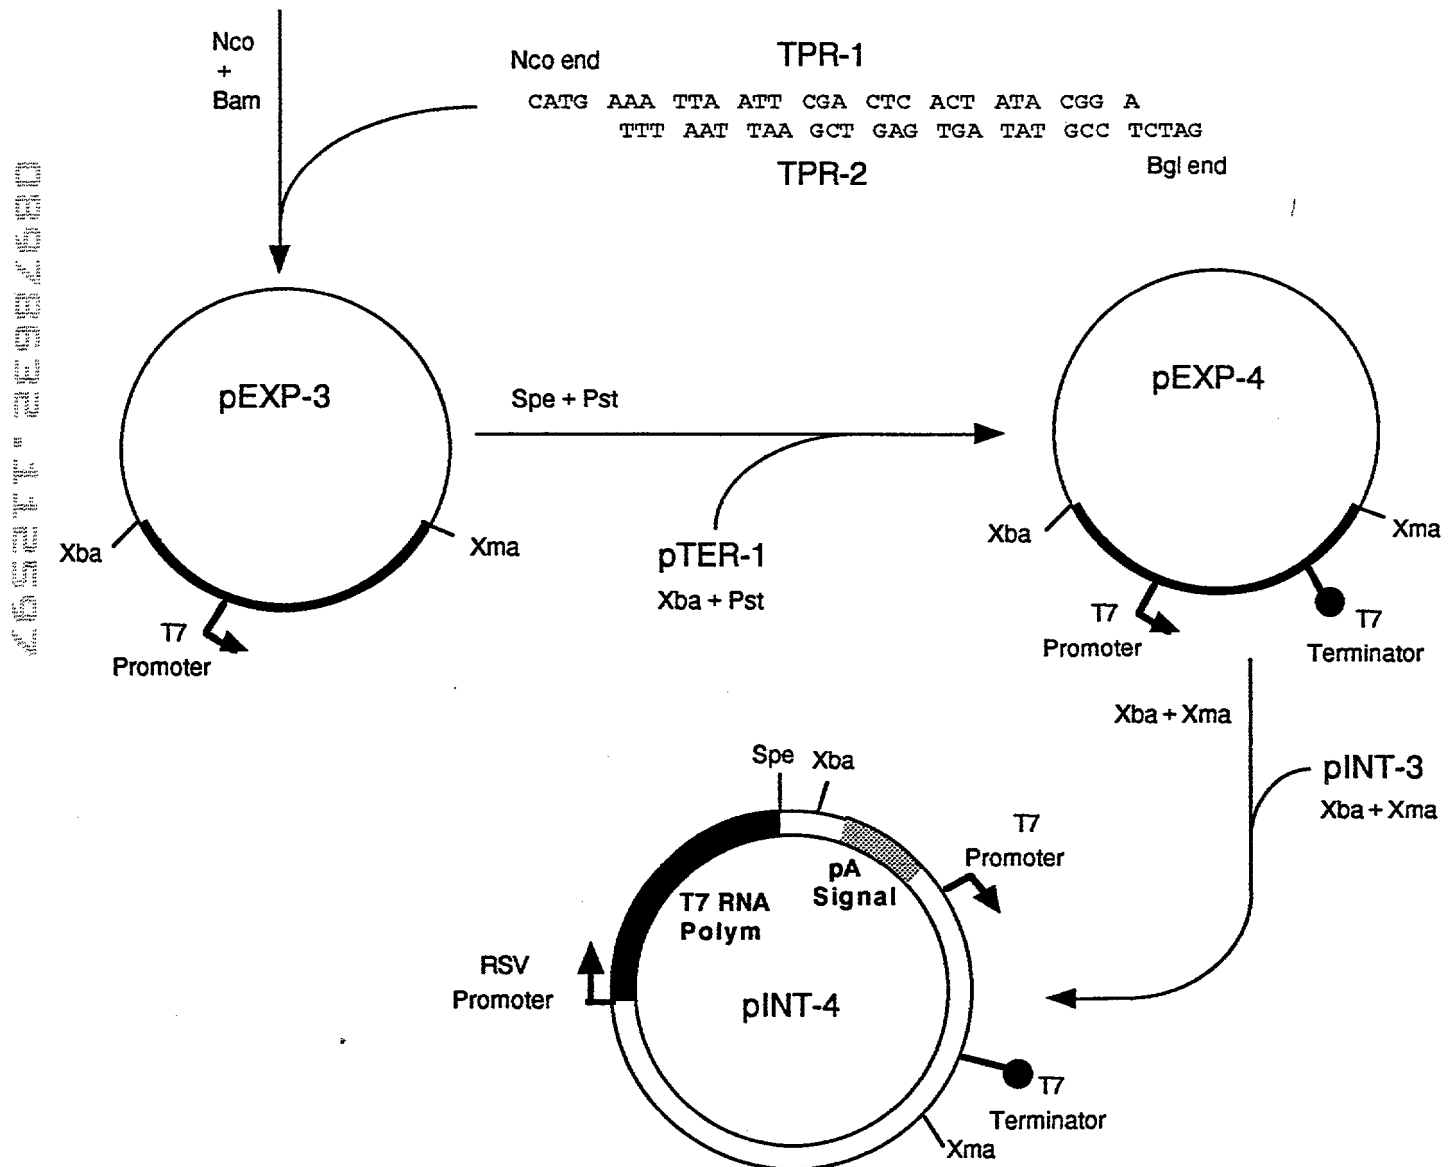 Nco
+
Bam
Nco end
TPR-1
CATG AAA TTA ATT CGA CTC ACT ATA CGG A
TTT AAT TAA GCT GAG TGA TAT GCC TCTAG
TPR-2
Bgl end
pEXP-3
Xba
Xma
T7
Promoter
Spe + Pst
pTER-1
Xba + Pst
pEXP-4
Xba
Xma
T7
Promoter
T7
Terminator
Xba + Xma
pINT-3
Xba + Xma
Spe
Xba
T7
Promoter
pA
Signal
T7 RNA
Polym
RSV
Promoter
pINT-4
T7
Terminator
Xma